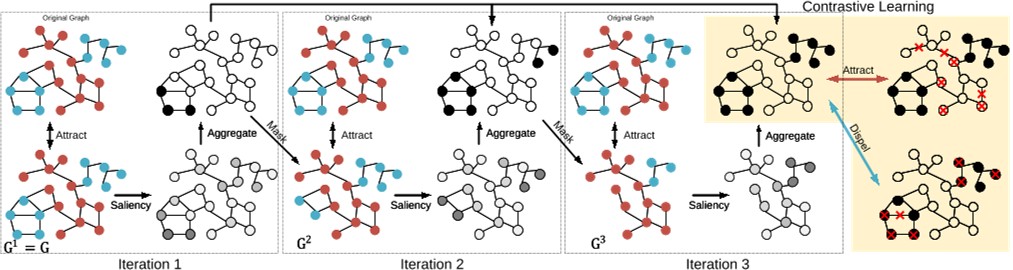 Contrastive Learning
Original Graph
Original Graph
Original Graph
Attract
Attract
Aggregate
Mask
Attract
Aggregate
Mask
Attract
Aggregate
Dispel
Saliency
Saliency
Saliency
G¹ = G
G²
G³
Iteration 1
Iteration 2
Iteration 3